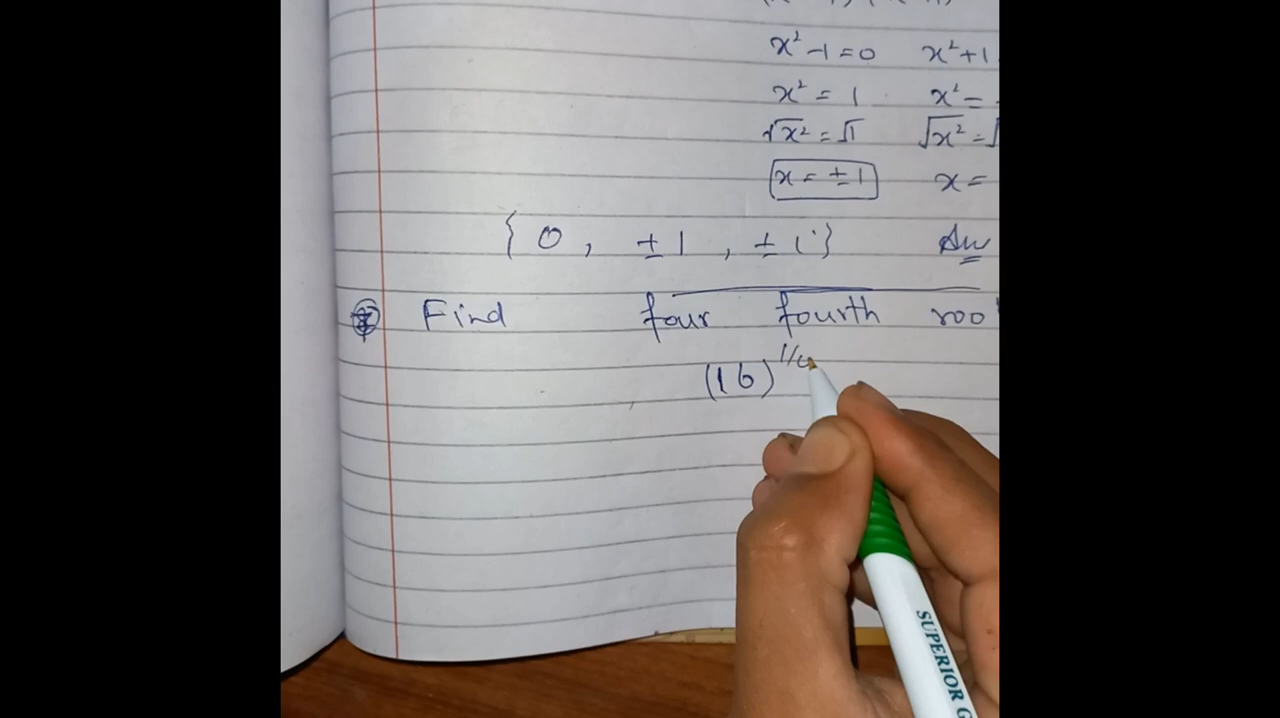 x² - 1 = 0 x² + 1
x² = 1 x² =
√x² = √1 √x² = √
x = ±1 x =
{ 0 , ±1 , ±i } Ans
Find four fourth roo
(16)^1/4
SUPERIOR G